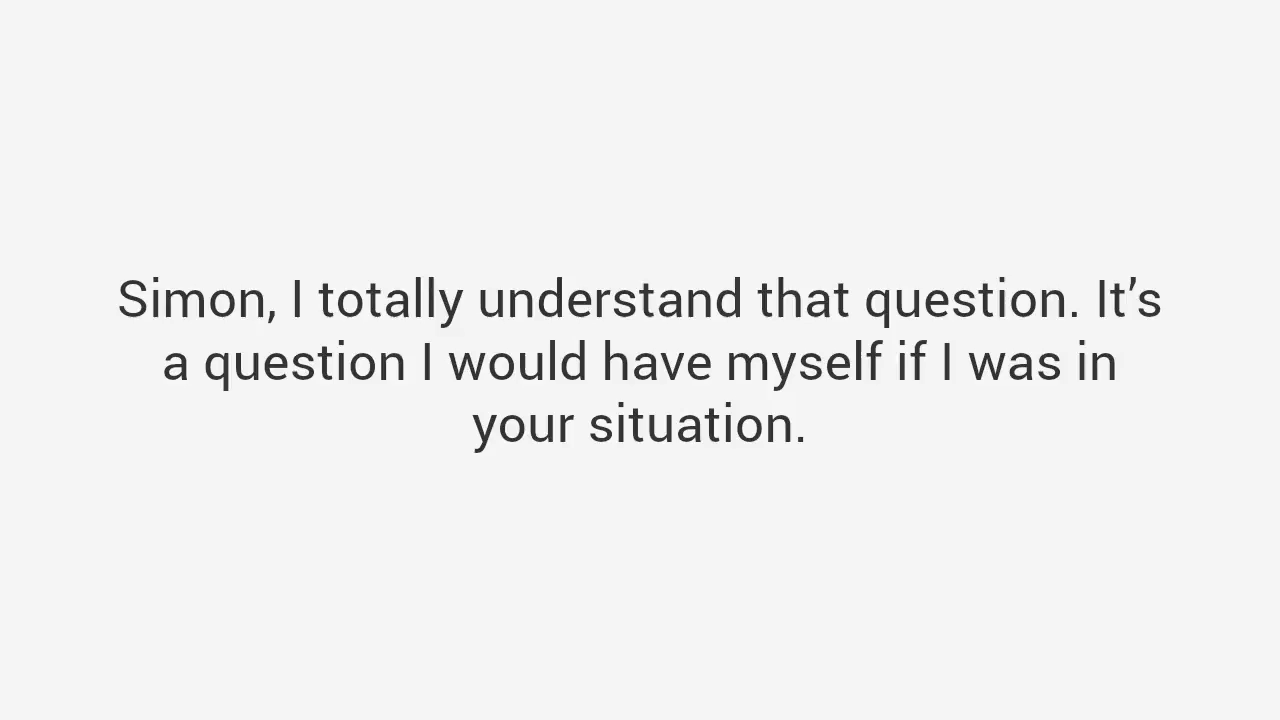 Simon, I totally understand that question. It’s
a question I would have myself if I was in
your situation.